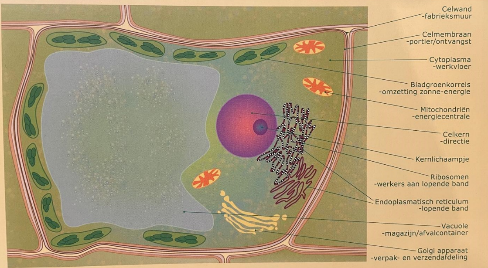 Celwand
-fabrieksmuur
Celmembraan
-portier/ontvangst
Cytoplasma
-werkvloer
Bladgroenkorrels
-omzetting zonne-energie
Mitochondriën
-energiecentrale
Celkern
-directie
Kernlichaampje
Ribosomen
-werkers aan lopende band
Endoplasmatisch reticulum
-lopende band
Vacuole
-magazijn/afvalcontainer
Golgi apparaat
-verpak- en verzendafdeling